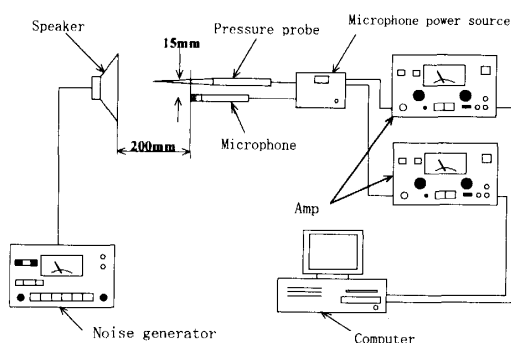 Speaker
15mm
Pressure probe
Microphone power source
200mm
Microphone
Amp
Noise generator
Computer